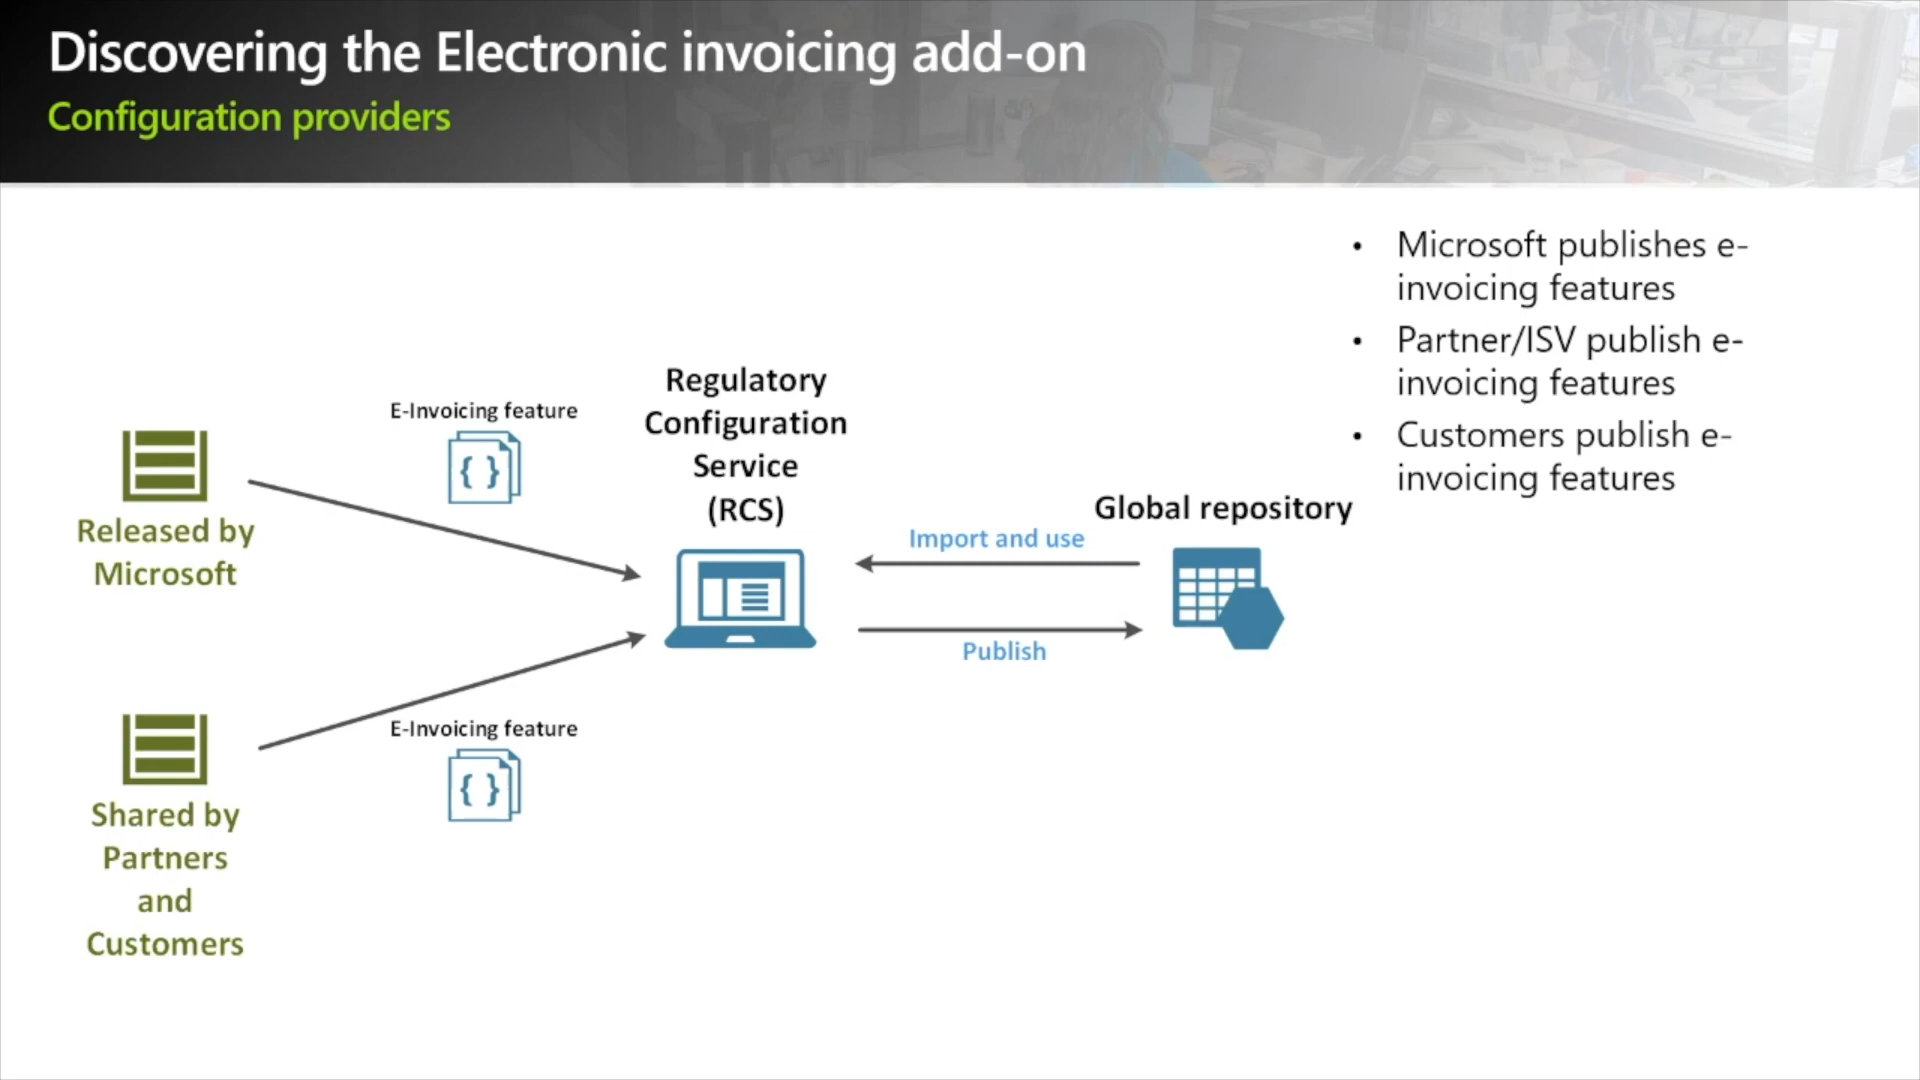 Discovering the Electronic invoicing add-on
Configuration providers
• Microsoft publishes e-
invoicing features
• Partner/ISV publish e-
invoicing features
• Customers publish e-
invoicing features
Released by
Microsoft
E-Invoicing feature
{ }
Shared by
Partners
and
Customers
E-Invoicing feature
{ }
Regulatory
Configuration
Service
(RCS)
Import and use
Publish
Global repository